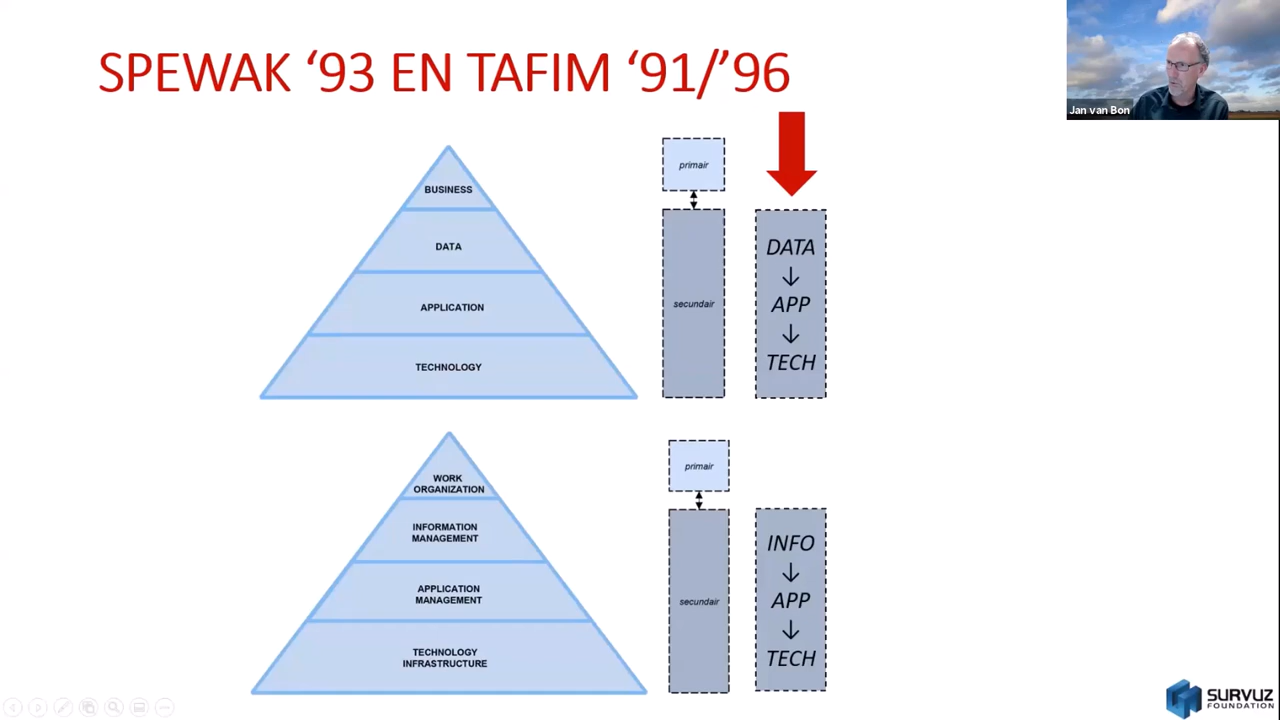 SPEWAK ‘93 EN TAFIM ‘91/’96
Jan van Bon
BUSINESS
DATA
APPLICATION
TECHNOLOGY
primair
secundair
DATA
↓
APP
↓
TECH
WORK
ORGANIZATION
INFORMATION
MANAGEMENT
APPLICATION
MANAGEMENT
TECHNOLOGY
INFRASTRUCTURE
primair
secundair
INFO
↓
APP
↓
TECH
SURVUZ
FOUNDATION